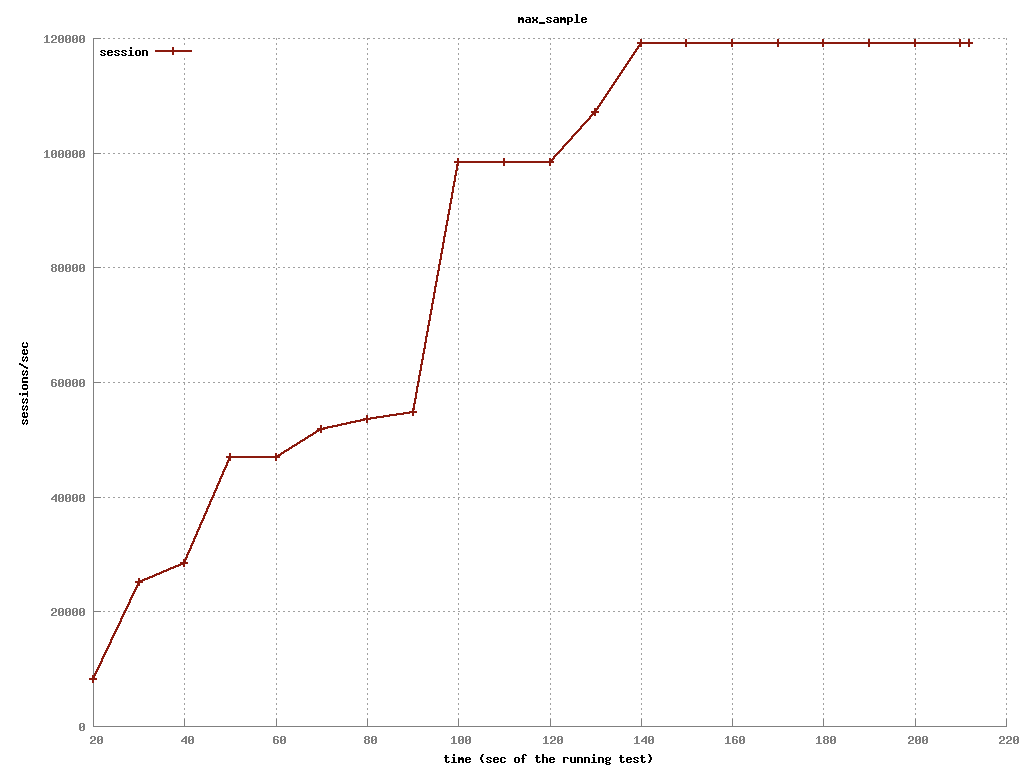 max_sample
session
120000
100000
80000
60000
40000
20000
0
sessions/sec
20 40 60 80 100 120 140 160 180 200 220
time (sec of the running test)